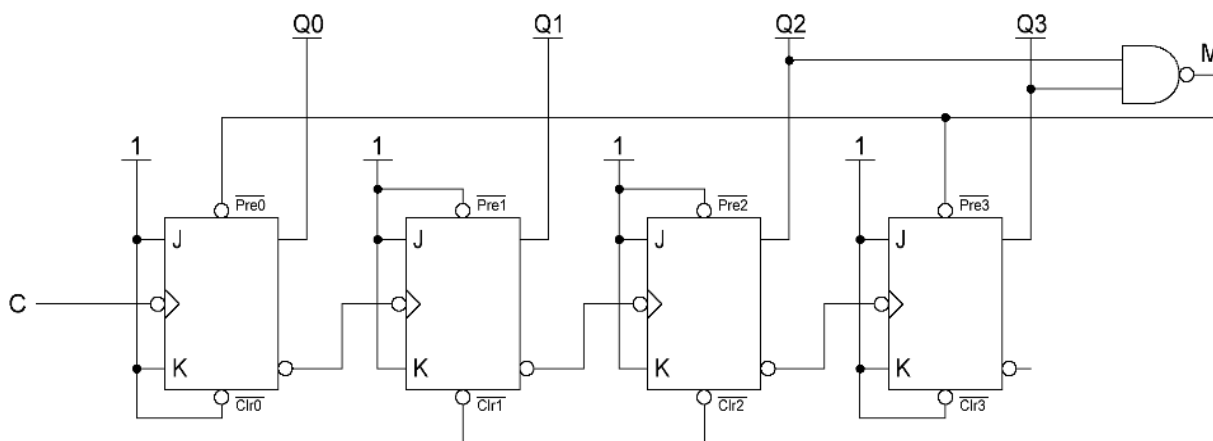 Q0 Q1 Q2 Q3
M
1 1 1 1
Pre0 Pre1 Pre2 Pre3
J J J J
C
K K K K
Clr0 Clr1 Clr2 Clr3